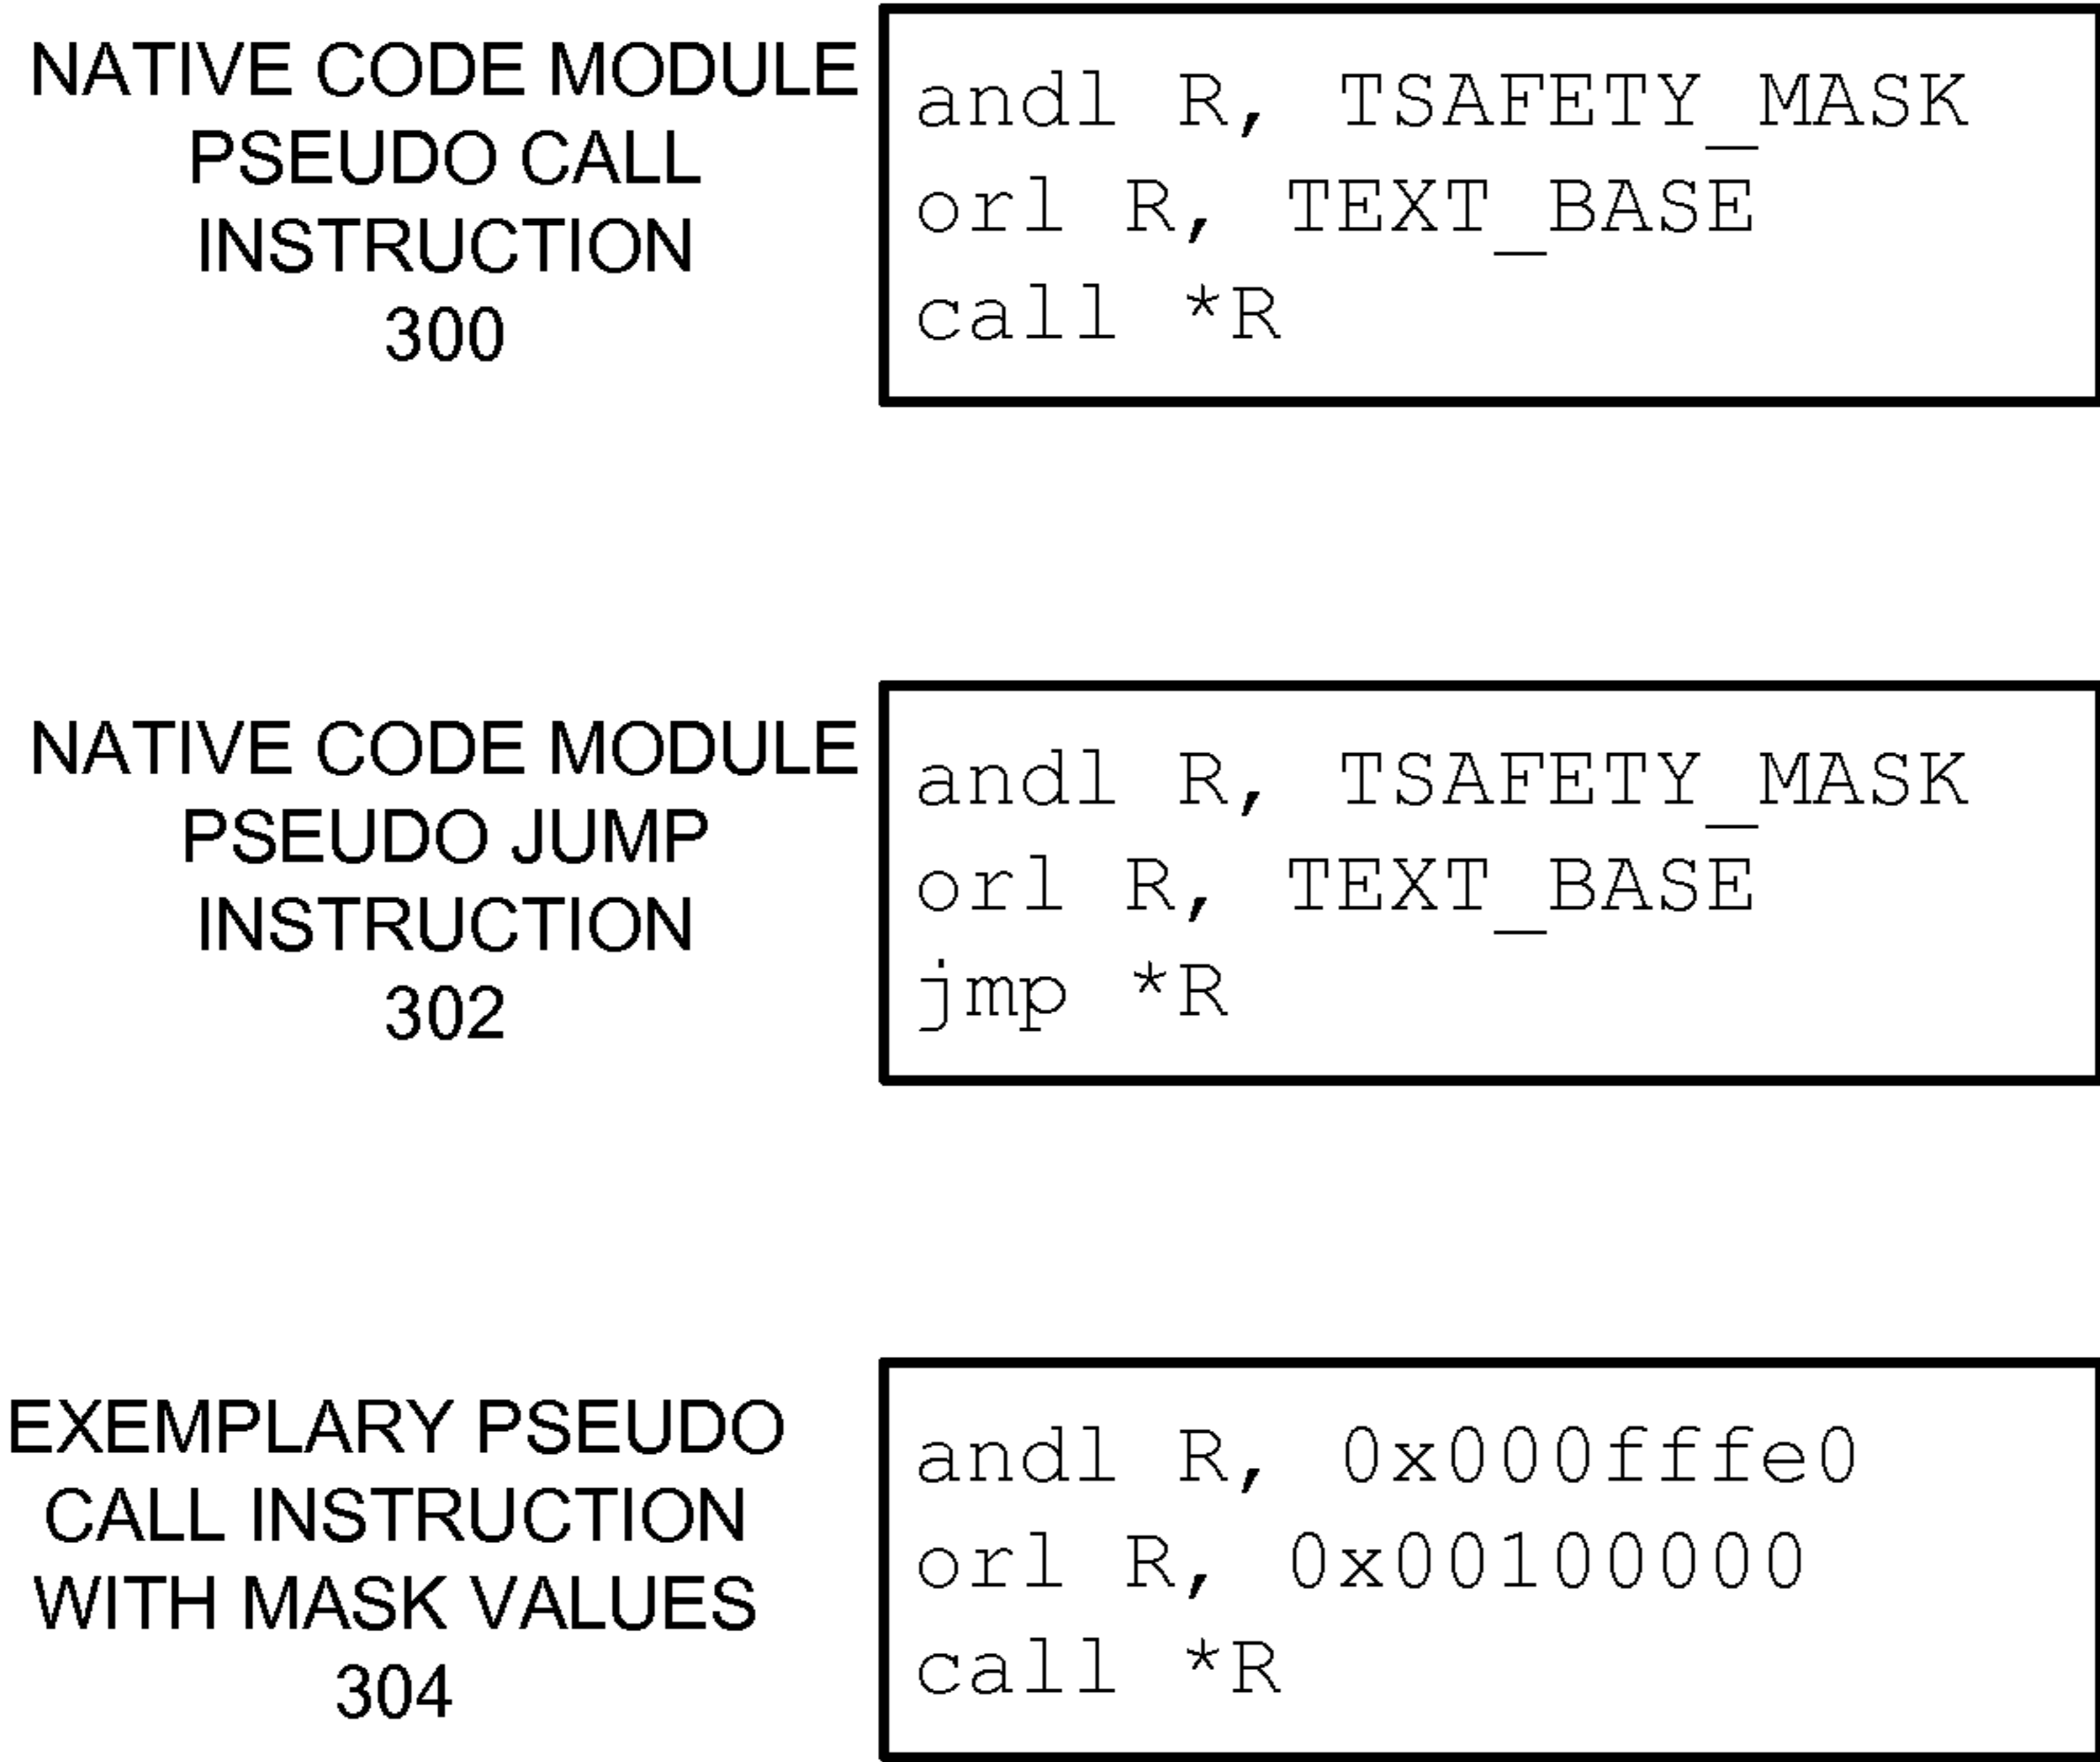 NATIVE CODE MODULE
PSEUDO CALL
INSTRUCTION
300
andl R, TSAFETY_MASK
orl R, TEXT_BASE
call *R
NATIVE CODE MODULE
PSEUDO JUMP
INSTRUCTION
302
andl R, TSAFETY_MASK
orl R, TEXT_BASE
jmp *R
EXEMPLARY PSEUDO
CALL INSTRUCTION
WITH MASK VALUES
304
andl R, 0x000fffe0
orl R, 0x00100000
call *R